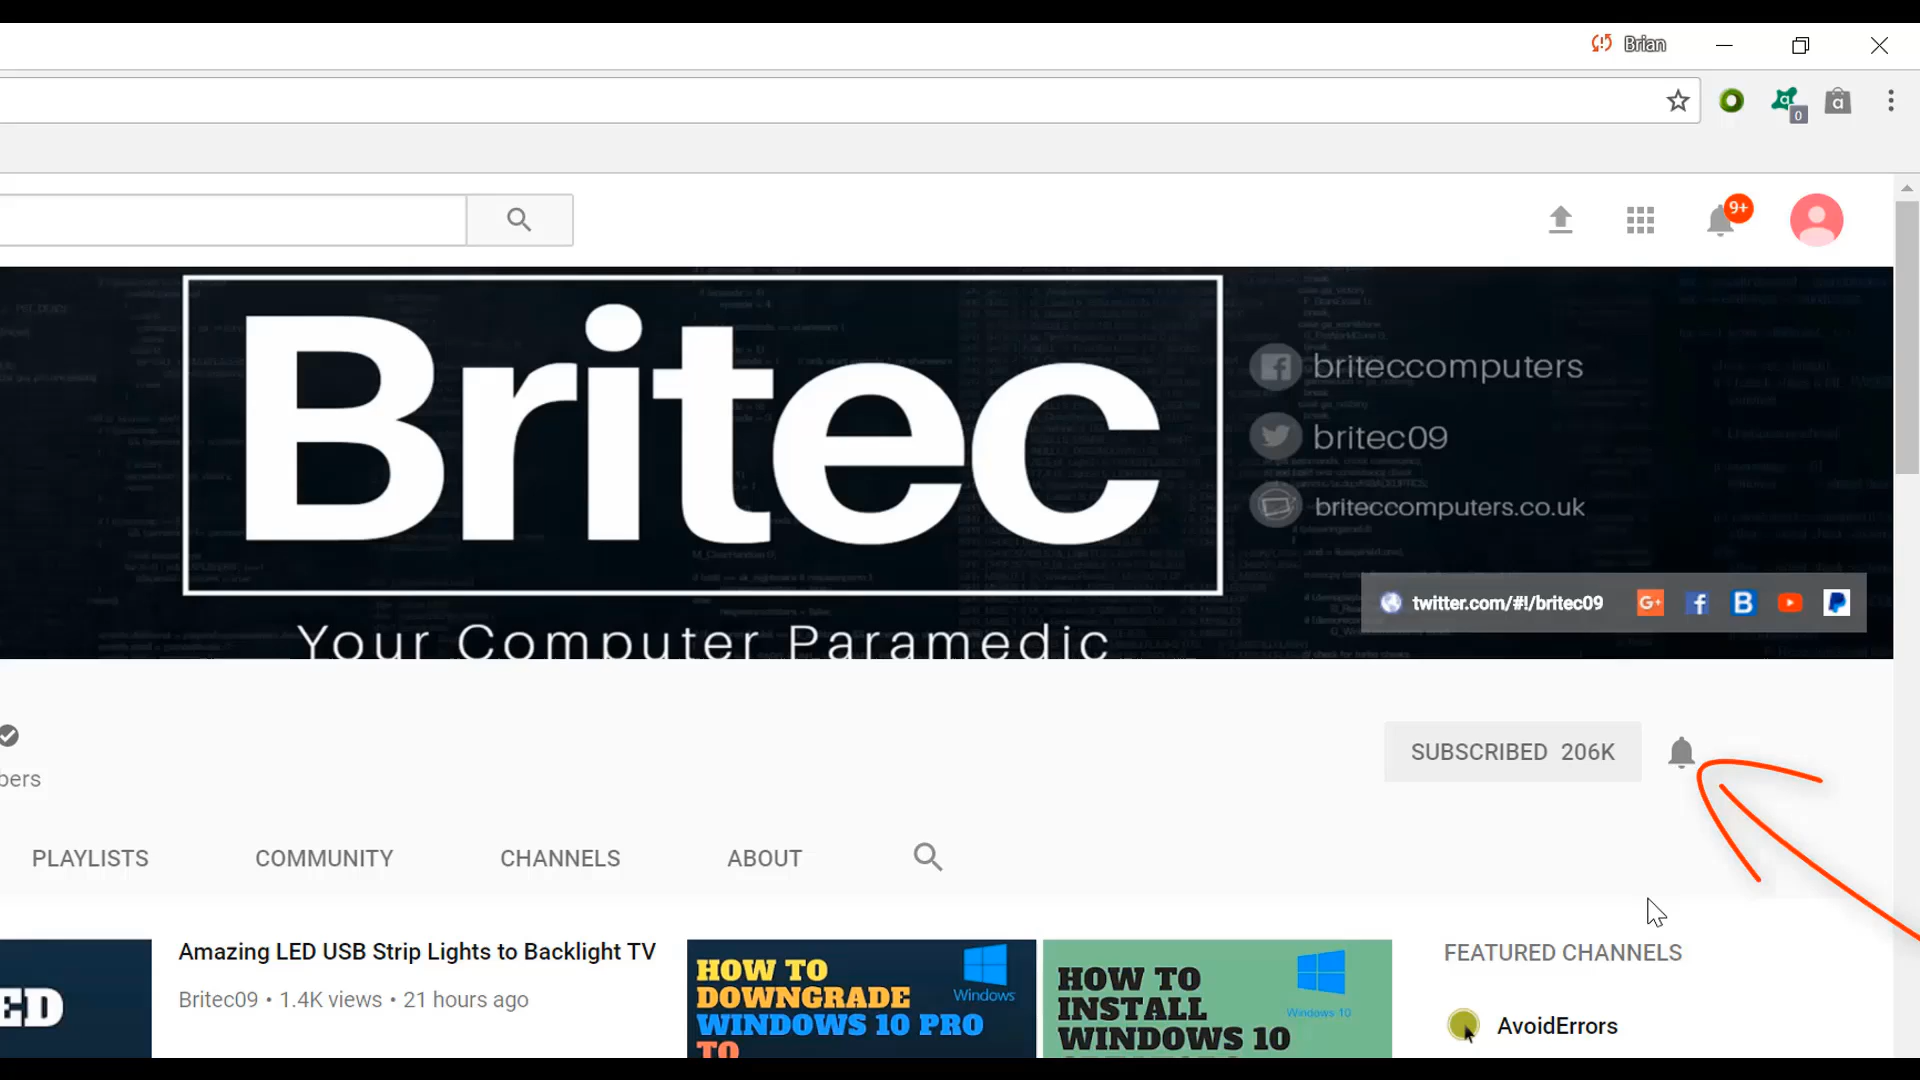 Brian
0
9+
Britec
briteccomputers
britec09
briteccomputers.co.uk
twitter.com/#!/britec09
Your Computer Paramedic
bers
SUBSCRIBED 206K
PLAYLISTS COMMUNITY CHANNELS ABOUT
Amazing LED USB Strip Lights to Backlight TV
Britec09 • 1.4K views • 21 hours ago
ED
HOW TO
DOWNGRADE
WINDOWS 10 PRO
TO
Windows
HOW TO
INSTALL
WINDOWS 10
Windows 10
FEATURED CHANNELS
AvoidErrors